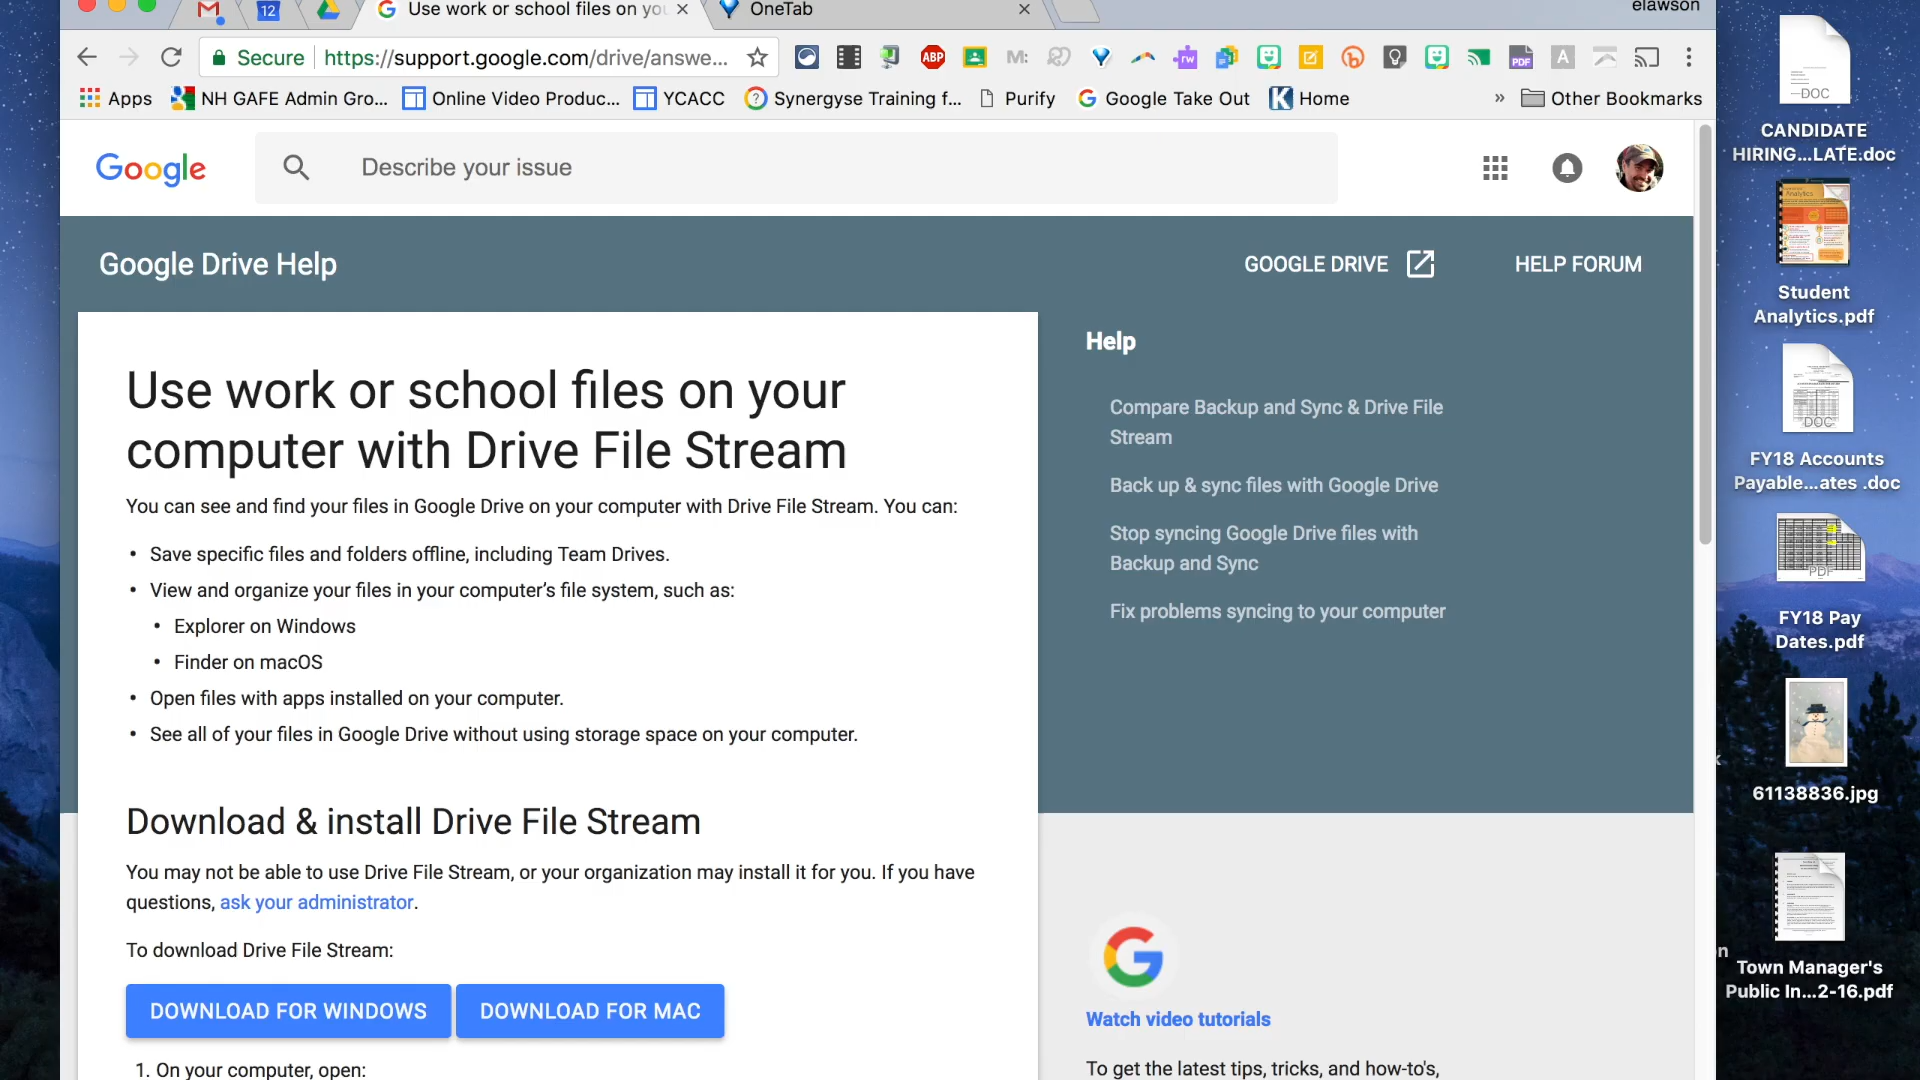 Use work or school files on you
OneTab
elawson
12
Secure
https://support.google.com/drive/answe...
ABP
M:
rw
PDF
A
Apps
NH GAFE Admin Gro...
Online Video Produc...
YCACC
Synergyse Training f...
Purify
Google Take Out
K
Home
»
Other Bookmarks
Google
Describe your issue
Google Drive Help
GOOGLE DRIVE
HELP FORUM
Use work or school files on your
computer with Drive File Stream
You can see and find your files in Google Drive on your computer with Drive File Stream. You can:
• Save specific files and folders offline, including Team Drives.
• View and organize your files in your computer’s file system, such as:
• Explorer on Windows
• Finder on macOS
• Open files with apps installed on your computer.
• See all of your files in Google Drive without using storage space on your computer.
Download & install Drive File Stream
You may not be able to use Drive File Stream, or your organization may install it for you. If you have
questions, ask your administrator.
To download Drive File Stream:
DOWNLOAD FOR WINDOWS
DOWNLOAD FOR MAC
1. On your computer, open:
Help
Compare Backup and Sync & Drive File
Stream
Back up & sync files with Google Drive
Stop syncing Google Drive files with
Backup and Sync
Fix problems syncing to your computer
G
Watch video tutorials
To get the latest tips, tricks, and how-to's,
DOC
CANDIDATE
HIRING...LATE.doc
Analytics
Student
Analytics.pdf
DOC
FY18 Accounts
Payable...ates .doc
PDF
FY18 Pay
Dates.pdf
61138836.jpg
Town Manager's
Public In...2-16.pdf